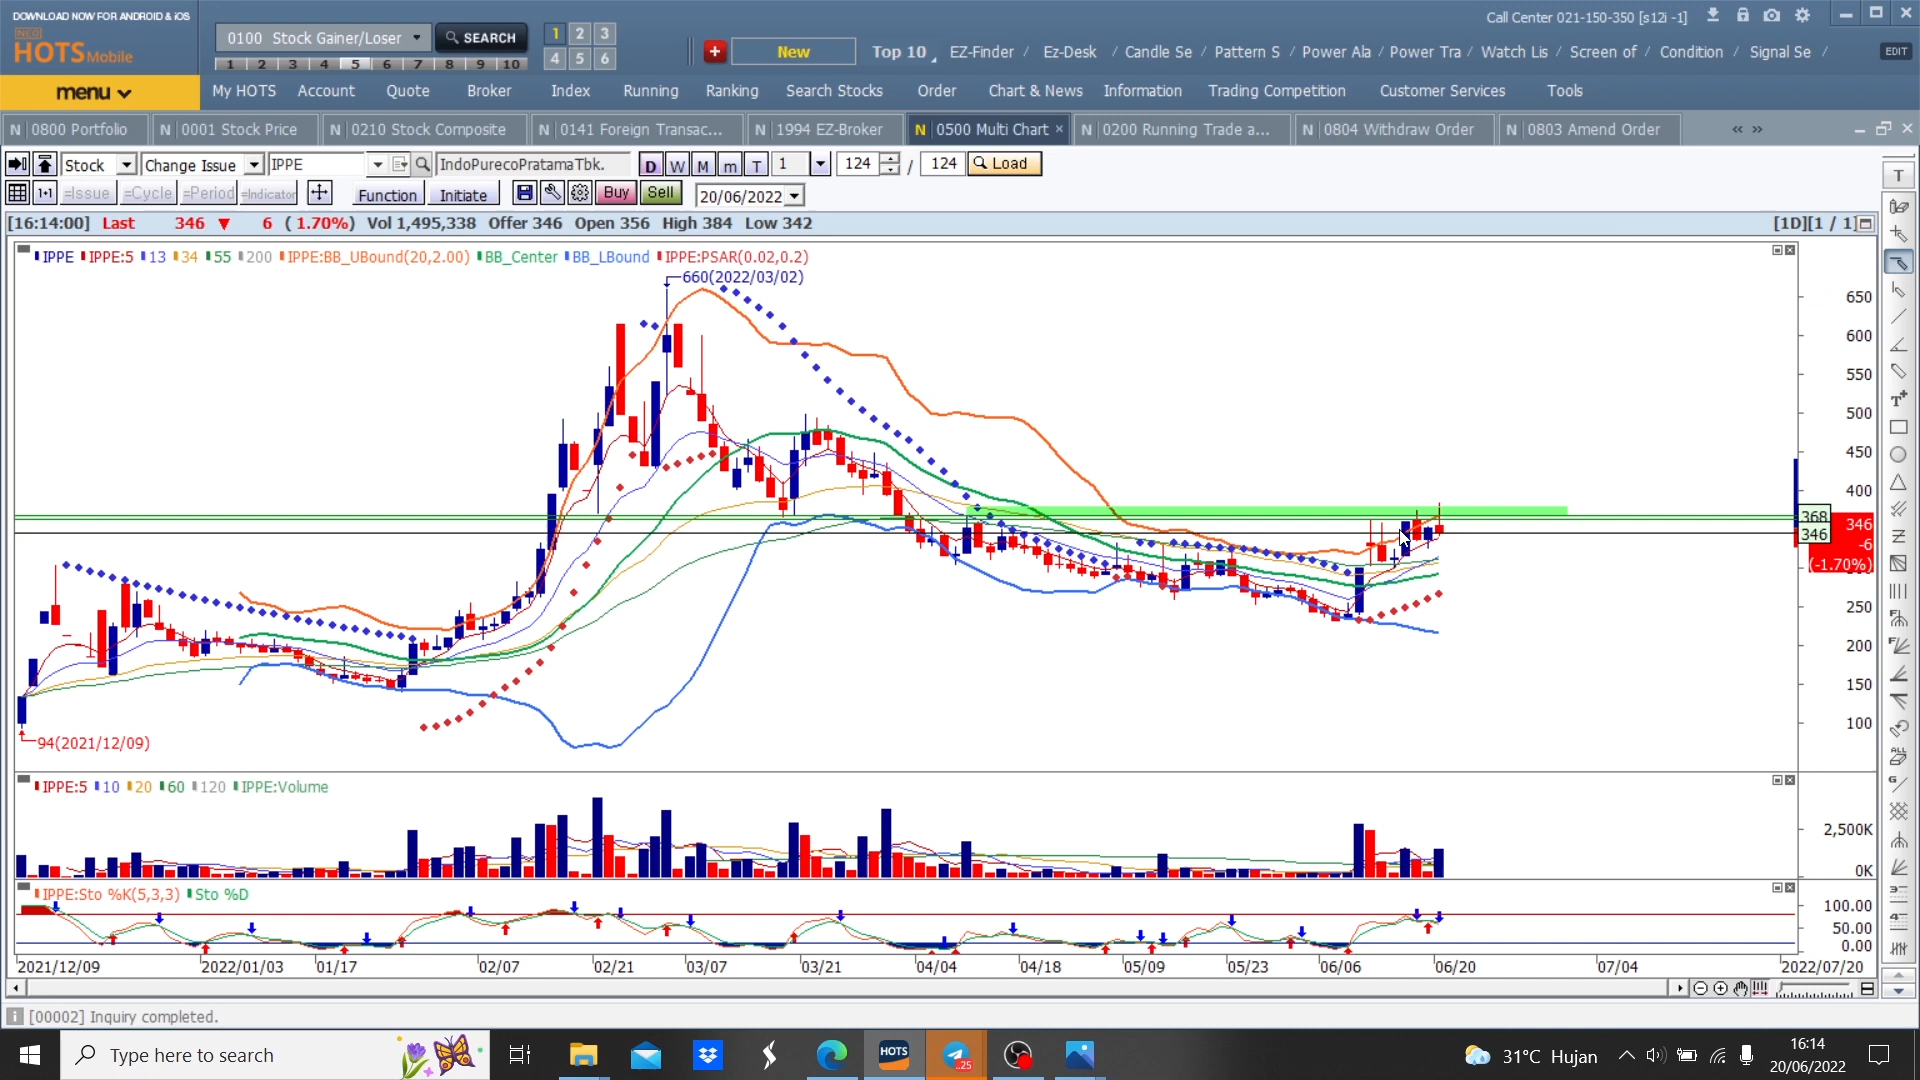 DOWNLOAD NOW FOR ANDROID & iOS
NEO
HOTS Mobile
0100 Stock Gainer/Loser
SEARCH
1 2 3 4 5 6 7 8 9 10
1 2 3
4 5 6
New
Top 10 EZ-Finder / Ez-Desk / Candle Se / Pattern S / Power Ala / Power Tra / Watch Lis / Screen of / Condition / Signal Se /
EDIT
Call Center 021-150-350 [s12i -1]
menu
My HOTS Account Quote Broker Index Running Ranking Search Stocks Order Chart & News Information Trading Competition Customer Services Tools
N 0800 Portfolio N 0001 Stock Price N 0210 Stock Composite N 0141 Foreign Transac... N 1994 EZ-Broker N 0500 Multi Chart × N 0200 Running Trade a... N 0804 Withdraw Order N 0803 Amend Order
Stock Change Issue IPPE IndoPurecoPratamaTbk. D W M m T 1 124 / 124 Load
1•1 =Issue =Cycle =Period =Indicator Function Initiate Buy Sell 20/06/2022
[16:14:00] Last 346 ▼ 6 ( 1.70%) Vol 1,495,338 Offer 346 Open 356 High 384 Low 342 [1D][1 / 1]
IPPE IPPE:5 13 34 55 200 IPPE:BB_UBound(20,2.00) BB_Center BB_LBound IPPE:PSAR(0.02,0.2)
660(2022/03/02)
650
600
550
500
450
400
368
346
346
-6
(-1.70%)
250
200
150
100
94(2021/12/09)
IPPE:5 10 20 60 120 IPPE:Volume
2,500K
0K
IPPE:Sto %K(5,3,3) Sto %D
100.00
50.00
0.00
2021/12/09 2022/01/03 01/17 02/07 02/21 03/07 03/21 04/04 04/18 05/09 05/23 06/06 06/20 07/04 2022/07/20
[00002] Inquiry completed.
Type here to search
HOTS
25
31°C Hujan
16:14
20/06/2022